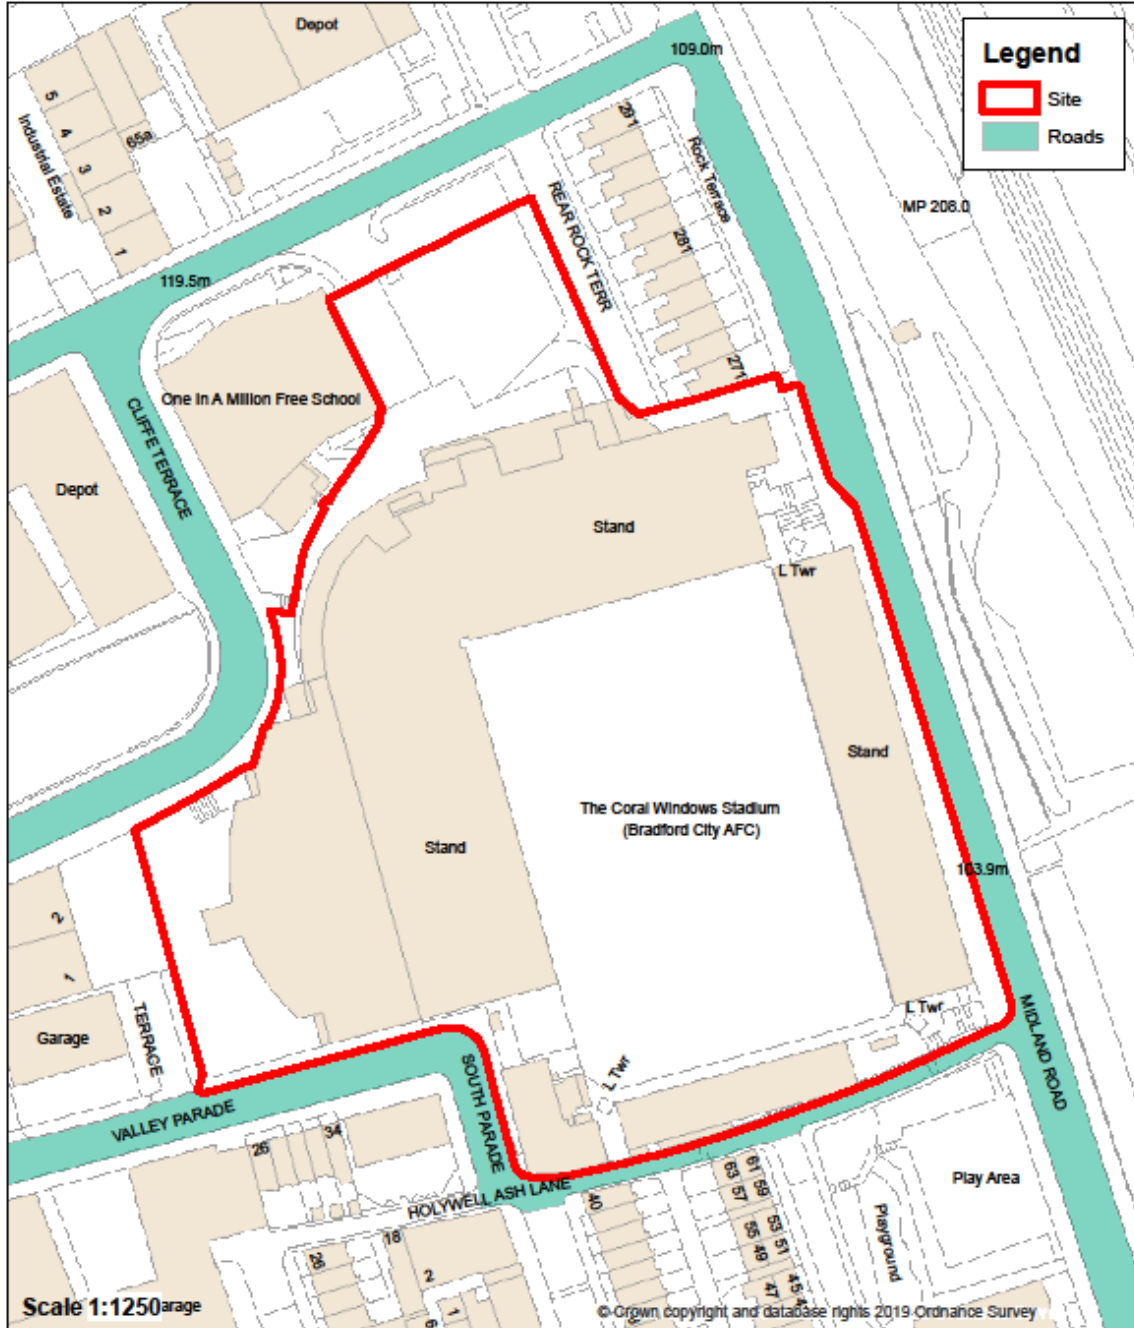 Depot
109.0m
Legend
Site
Roads
5
4
3
2
1
65a
Industrial Estate
291
281
271
Rock Terrace
REAR ROCK TERR
MP 208.0
119.5m
One In A Million Free School
CLIFFE TERRACE
Depot
Stand
L Twr
Stand
The Coral Windows Stadium
(Bradford City AFC)
Stand
103.9m
2
1
Garage
TERRACE
L Twr
L Twr
MIDLAND ROAD
VALLEY PARADE
SOUTH PARADE
26
34
HOLYWELL ASH LANE
40
63 61
57 59
55 53
49 51
47
Play Area
Playground
18
26
2
1
6
Scale 1:1250
arage
© Crown copyright and database rights 2019 Ordnance Survey